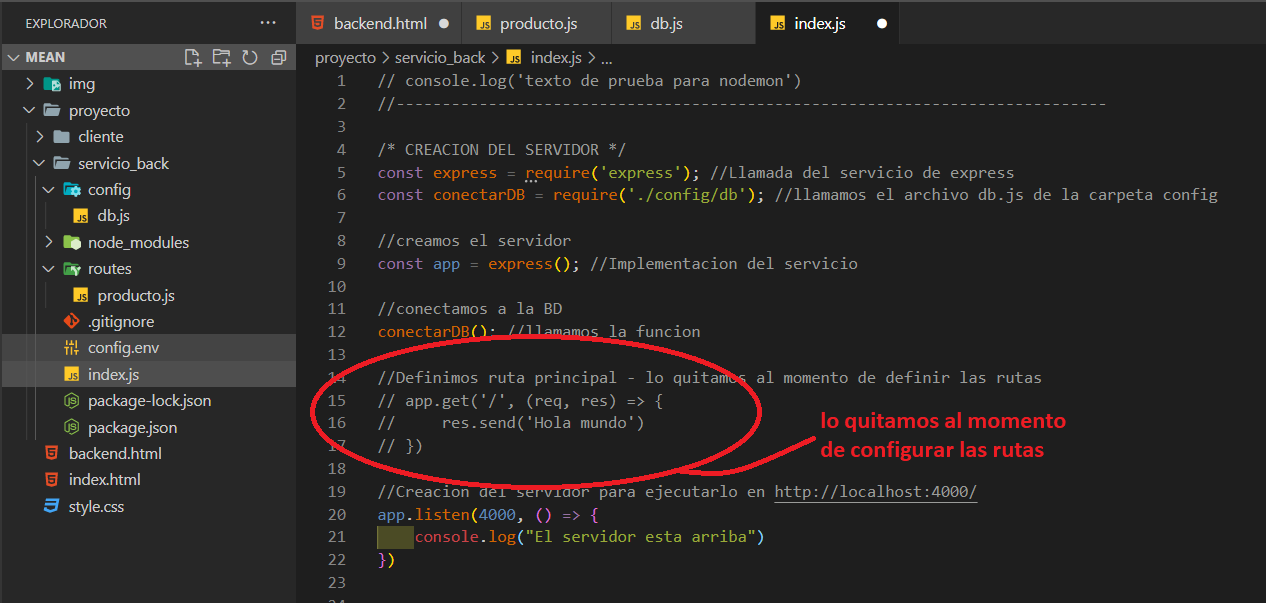 EXPLORADOR
MEAN
img
proyecto
cliente
servicio_back
config
db.js
node_modules
routes
producto.js
.gitignore
config.env
index.js
package-lock.json
package.json
backend.html
index.html
style.css
backend.html
producto.js
db.js
index.js
proyecto > servicio_back > index.js > ...
1 // console.log('texto de prueba para nodemon')
2 //-----------------------------------------------------------------------------
3
4 /* CREACION DEL SERVIDOR */
5 const express = require('express'); //Llamada del servicio de express
6 const conectarDB = require('./config/db'); //llamamos el archivo db.js de la carpeta config
7
8 //creamos el servidor
9 const app = express(); //Implementacion del servicio
10
11 //conectamos a la BD
12 conectarDB(); //llamamos la funcion
13
14 //Definimos ruta principal - lo quitamos al momento de definir las rutas
15 // app.get('/', (req, res) => {
16 //     res.send('Hola mundo')
17 // })
18
19 //Creacion del servidor para ejecutarlo en http://localhost:4000/
20 app.listen(4000, () => {
21     console.log("El servidor esta arriba")
22 })
23
lo quitamos al momento
de configurar las rutas